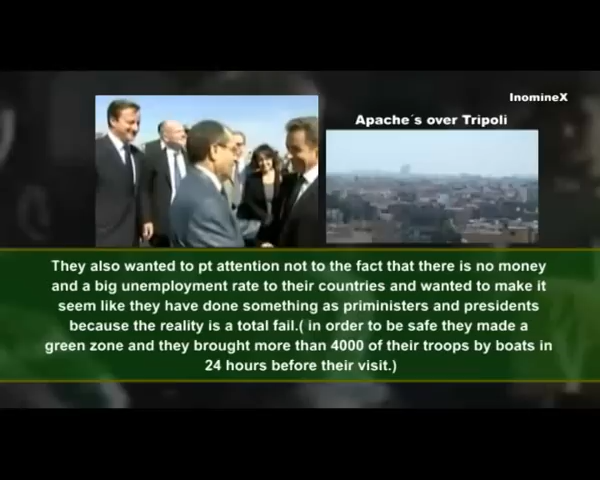 InomineX
Apache´s over Tripoli
They also wanted to pt attention not to the fact that there is no money
and a big unemployment rate to their countries and wanted to make it
seem like they have done something as priministers and presidents
because the reality is a total fail.( in order to be safe they made a
green zone and they brought more than 4000 of their troops by boats in
24 hours before their visit.)